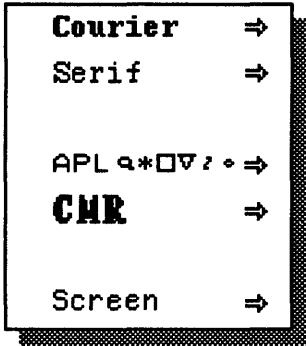 Courier ⇒
Serif ⇒
APL ⍺*□∇⍤⋄ ⇒
CMR ⇒
Screen ⇒